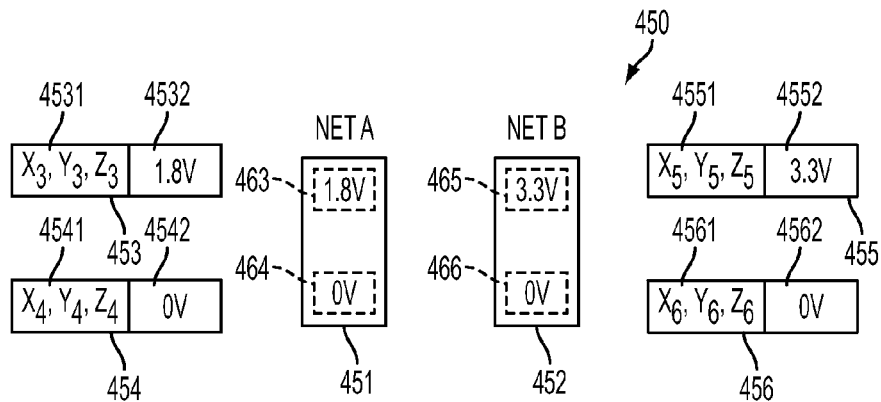 450
4531 4532 4551 4552
NET A NET B
X3, Y3, Z3 1.8V X5, Y5, Z5 3.3V
463 1.8V 465 3.3V
4541 453 4542 4561 4562 455
464 0V 466 0V
X4, Y4, Z4 0V X6, Y6, Z6 0V
454 451 452 456